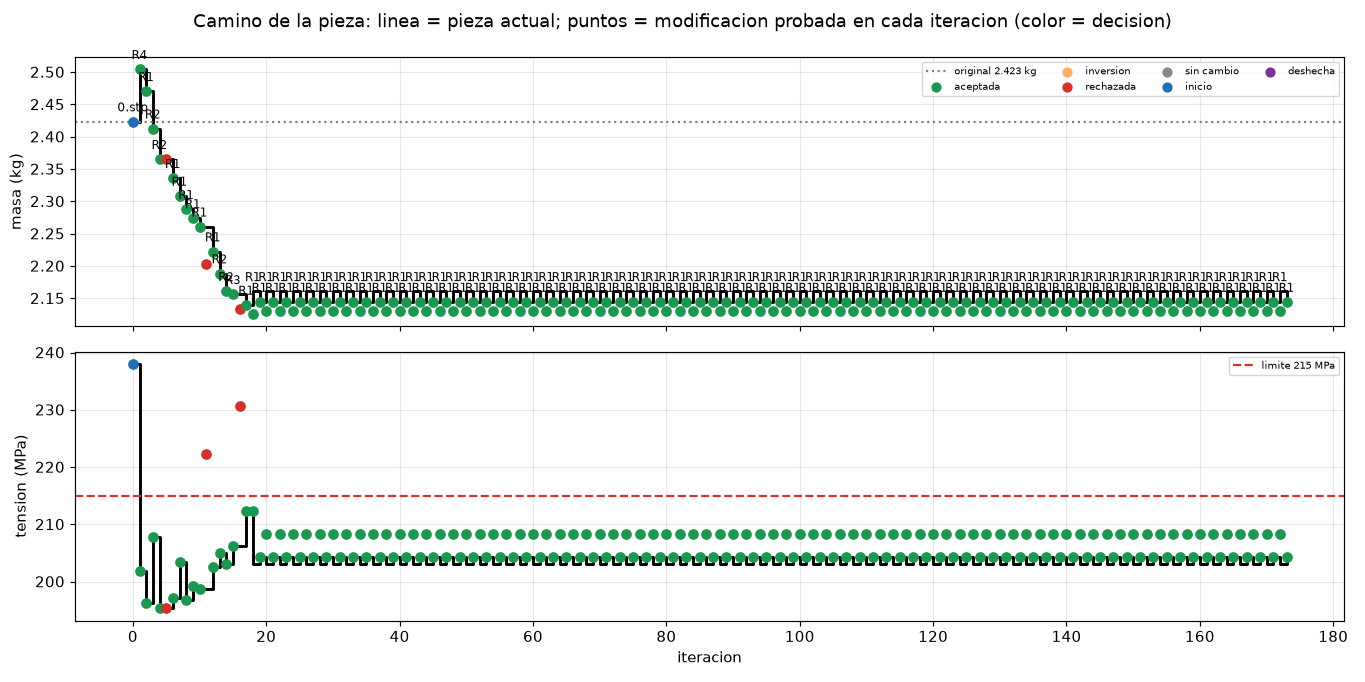 Camino de la pieza: linea = pieza actual; puntos = modificacion probada en cada iteracion (color = decision)
original 2.423 kg
inversion
sin cambio
deshecha
aceptada
rechazada
inicio
masa (kg)
2.50
2.45
2.40
2.35
2.30
2.25
2.20
2.15
R4
R1
R2
R2
R1
R1
R1
R1
R1
R1
R2
R3
R1
R1R1R1R1R1R1R1R1R1R1R1R1R1R1R1R1R1R1R1R1R1R1R1R1R1R1R1R1R1R1R1R1R1R1R1R1R1R1R1R1R1R1R1R1R1R1R1R1R1R1R1R1R1R1R1R1R1R1R1R1R1R1R1R1R1R1R1R1R1R1R1R1R1R1R1R1R1R1
limite 215 MPa
tension (MPa)
240
230
220
210
200
0
20
40
60
80
100
120
140
160
180
iteracion